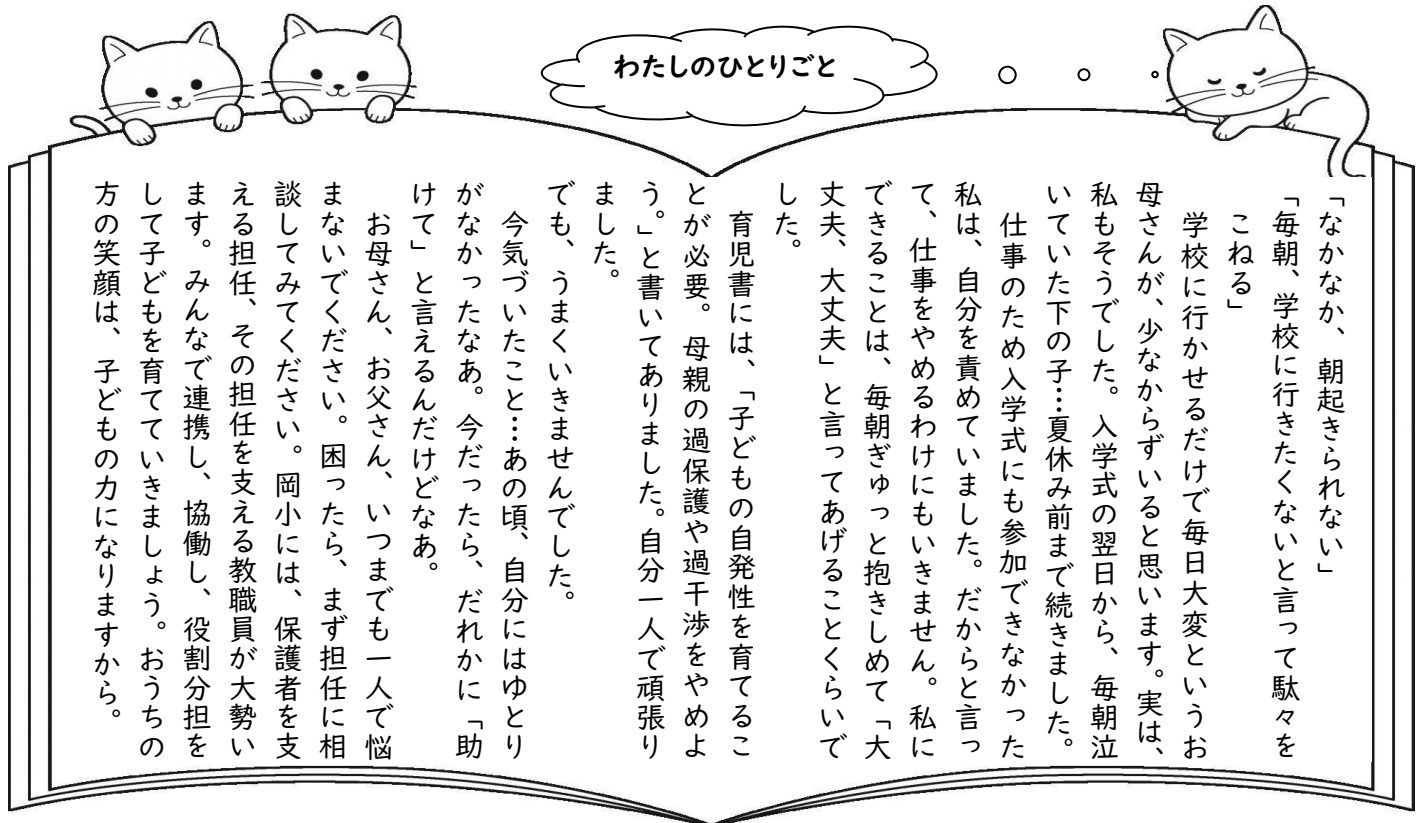 わたしのひとりごと
「なかなか、朝起きられない」
「毎朝、学校に行きたくないと言って駄々を
こねる」
学校に行かせるだけで毎日大変というお
母さんが、少なからずいると思います。実は、
私もそうでした。入学式の翌日から、毎朝泣
いていた下の子…夏休み前まで続きました。
仕事のため入学式にも参加できなかった
私は、自分を責めていました。だからと言っ
て、仕事をやめるわけにもいきません。私に
できることは、毎朝ぎゅっと抱きしめて「大
丈夫、大丈夫」と言ってあげることくらいで
した。
育児書には、「子どもの自発性を育てるこ
とが必要。母親の過保護や過干渉をやめよ
う。」と書いてありました。自分一人で頑張り
ました。
でも、うまくいきませんでした。
今気づいたこと…あの頃、自分にはゆとり
がなかったなあ。今だったら、だれかに「助
けて」と言えるんだけどなあ。
お母さん、お父さん、いつまでも一人で悩
まないでください。困ったら、まず担任に相
談してみてください。岡小には、保護者を支
える担任、その担任を支える教職員が大勢い
ます。みんなで連携し、協働し、役割分担を
して子どもを育てていきましょう。おうちの
方の笑顔は、子どもの力になりますから。